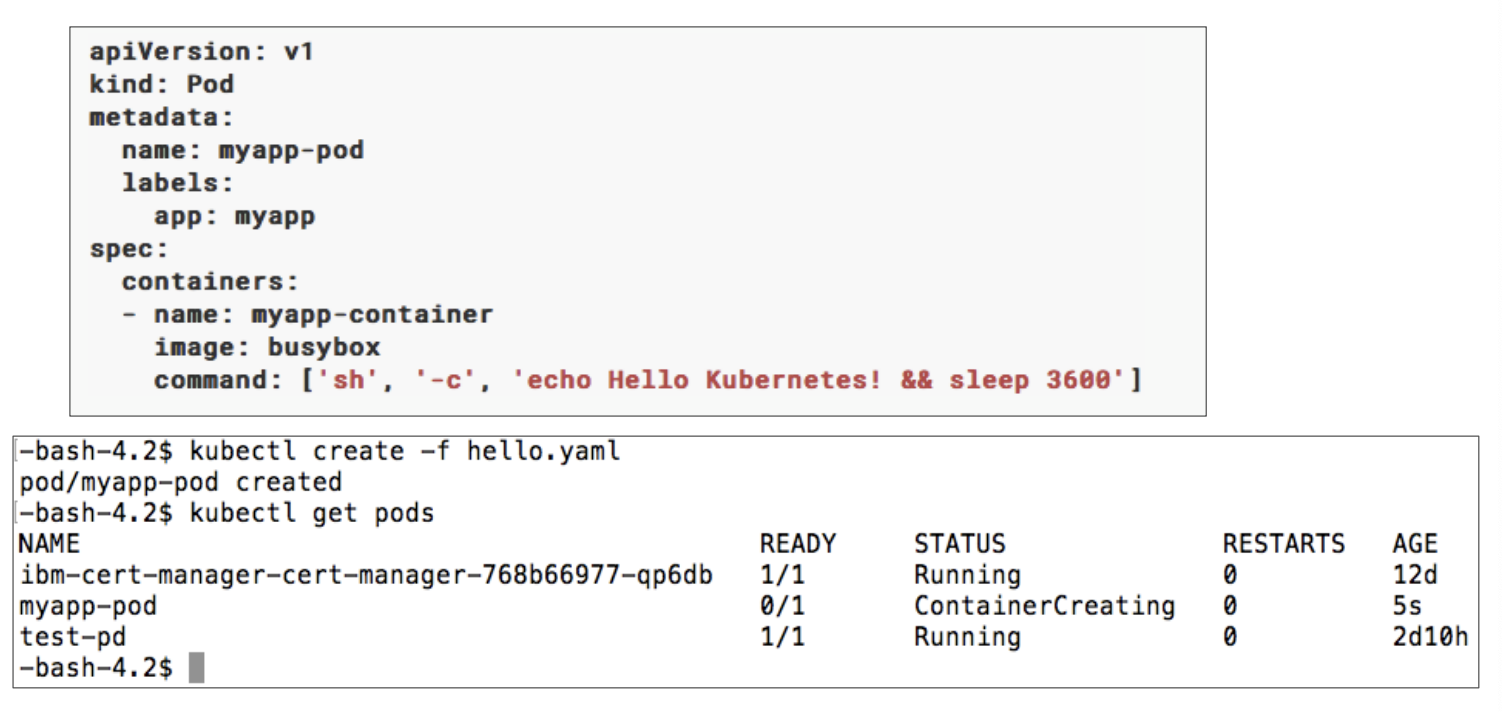 apiVersion: v1
kind: Pod
metadata:
  name: myapp-pod
  labels:
    app: myapp
spec:
  containers:
  - name: myapp-container
    image: busybox
    command: ['sh', '-c', 'echo Hello Kubernetes! && sleep 3600']
[-bash-4.2$ kubectl create -f hello.yaml
pod/myapp-pod created
[-bash-4.2$ kubectl get pods
NAME READY STATUS RESTARTS AGE
ibm-cert-manager-cert-manager-768b66977-qp6db 1/1 Running 0 12d
myapp-pod 0/1 ContainerCreating 0 5s
test-pd 1/1 Running 0 2d10h
-bash-4.2$